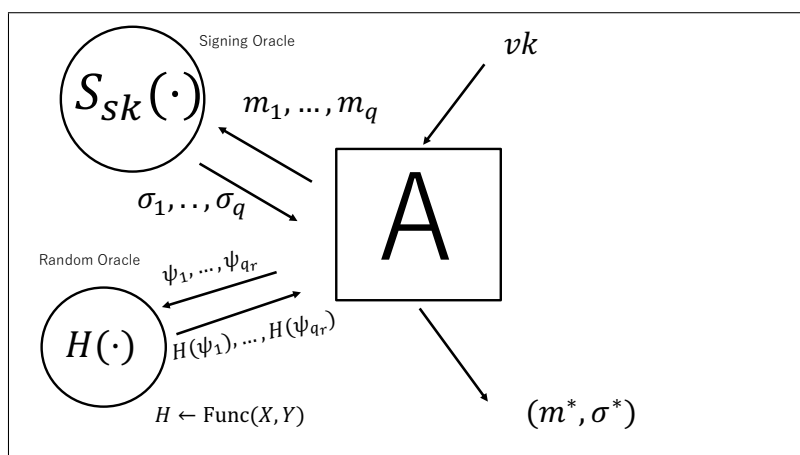 Signing Oracle
S_{sk}(·)
vk
m_1, …, m_q
σ_1, . . , σ_q
A
Random Oracle
ψ_1, …, ψ_{q_r}
H(·)
H(ψ_1), …, H(ψ_{q_r})
H ← Func(X, Y)
(m^*, σ^*)